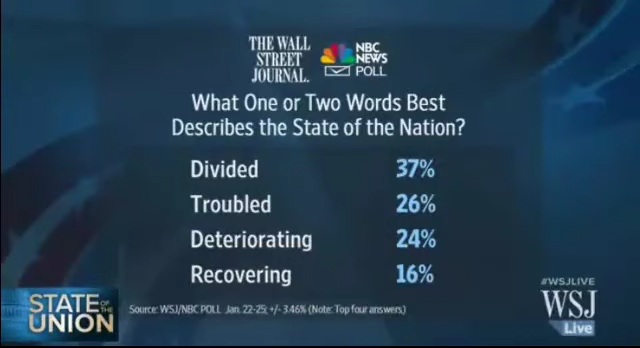 THE WALL
STREET
JOURNAL.
NBC
NEWS
POLL
What One or Two Words Best
Describes the State of the Nation?
Divided 37%
Troubled 26%
Deteriorating 24%
Recovering 16%
#WSJLIVE
WSJ
Live
STATE OF THE
UNION
Source: WSJ/NBC POLL Jan. 22-25; +/- 3.46% (Note: Top four answers)